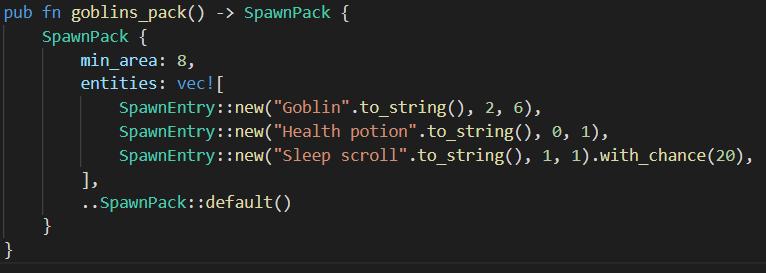 pub fn goblins_pack() -> SpawnPack {
    SpawnPack {
        min_area: 8,
        entities: vec![
            SpawnEntry::new("Goblin".to_string(), 2, 6),
            SpawnEntry::new("Health potion".to_string(), 0, 1),
            SpawnEntry::new("Sleep scroll".to_string(), 1, 1).with_chance(20),
        ],
        ..SpawnPack::default()
    }
}